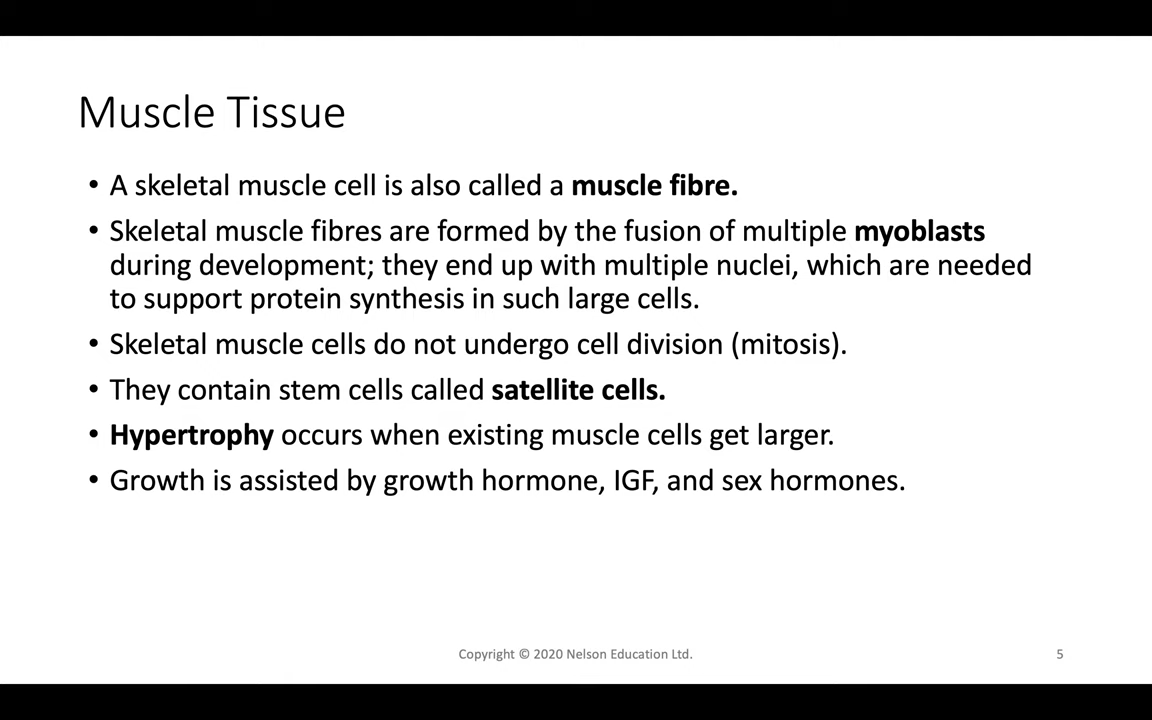 Muscle Tissue
• A skeletal muscle cell is also called a muscle fibre.
• Skeletal muscle fibres are formed by the fusion of multiple myoblasts
during development; they end up with multiple nuclei, which are needed
to support protein synthesis in such large cells.
• Skeletal muscle cells do not undergo cell division (mitosis).
• They contain stem cells called satellite cells.
• Hypertrophy occurs when existing muscle cells get larger.
• Growth is assisted by growth hormone, IGF, and sex hormones.
Copyright © 2020 Nelson Education Ltd.
5